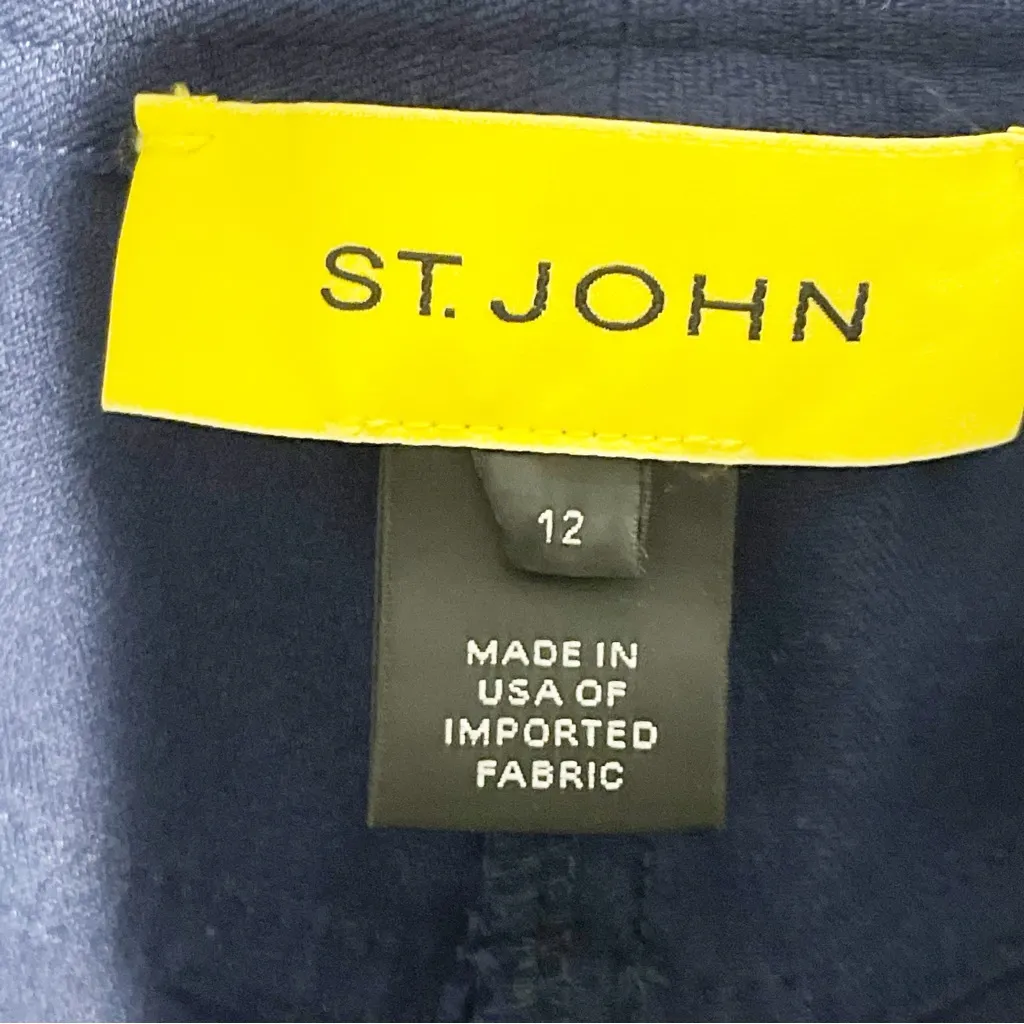 ST. JOHN
12
MADE IN
USA OF
IMPORTED
FABRIC